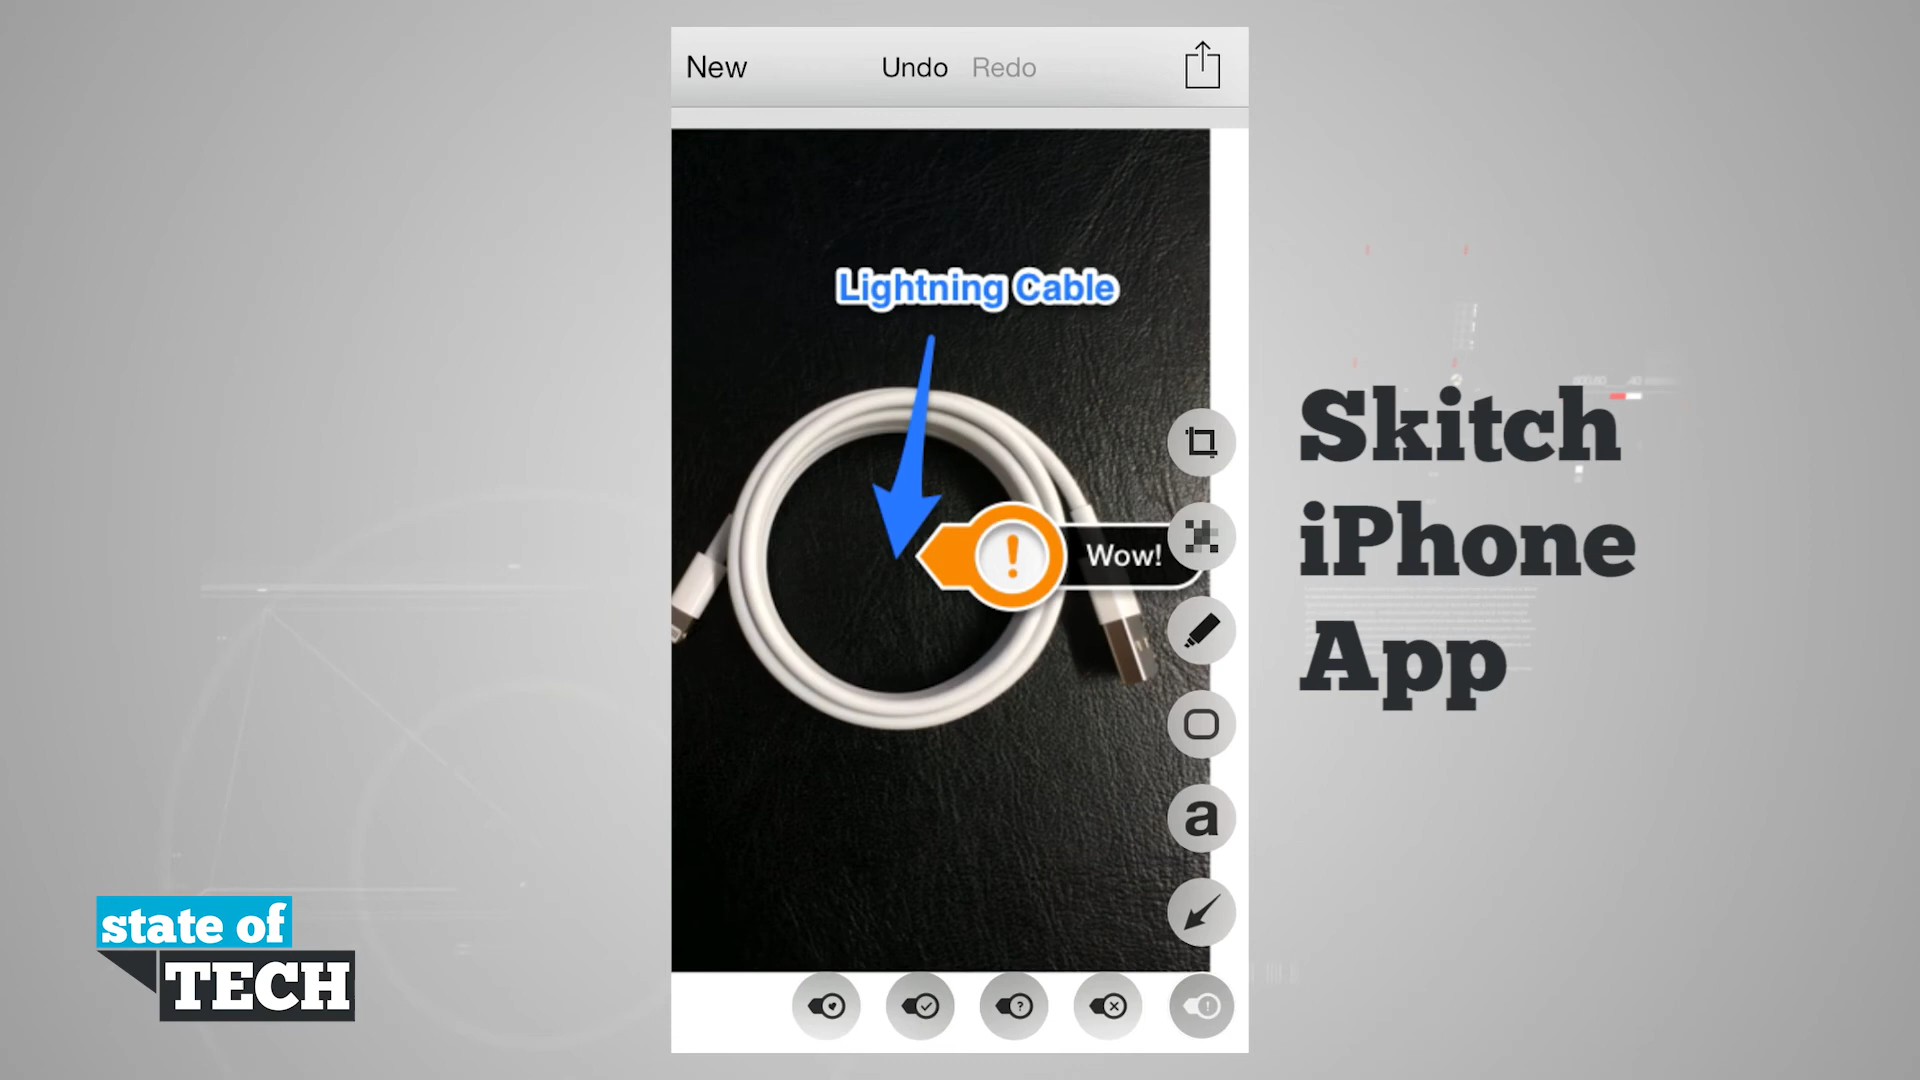 New
Undo
Redo
Lightning Cable
! Wow!
a
Skitch
iPhone
App
state of
TECH